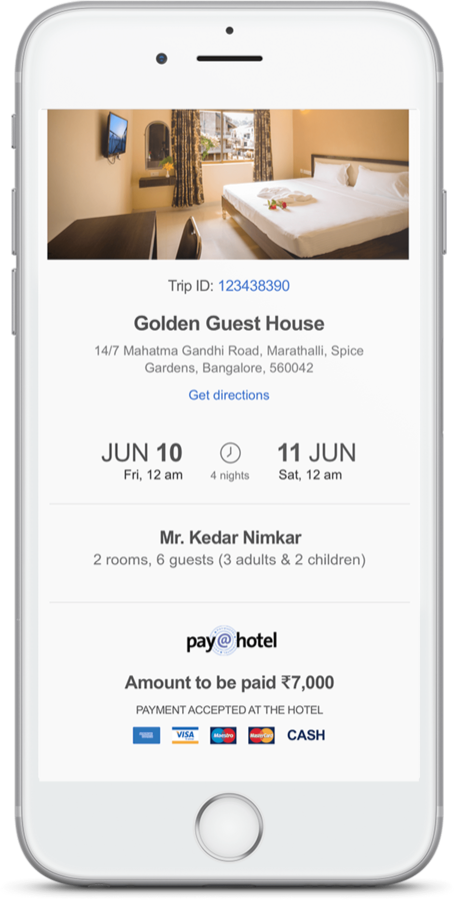 Trip ID: 123438390
Golden Guest House
14/7 Mahatma Gandhi Road, Marathalli, Spice
Gardens, Bangalore, 560042
Get directions
JUN 10 11 JUN
Fri, 12 am 4 nights Sat, 12 am
Mr. Kedar Nimkar
2 rooms, 6 guests (3 adults & 2 children)
pay@hotel
Amount to be paid ₹7,000
PAYMENT ACCEPTED AT THE HOTEL
VISA Maestro MasterCard CASH